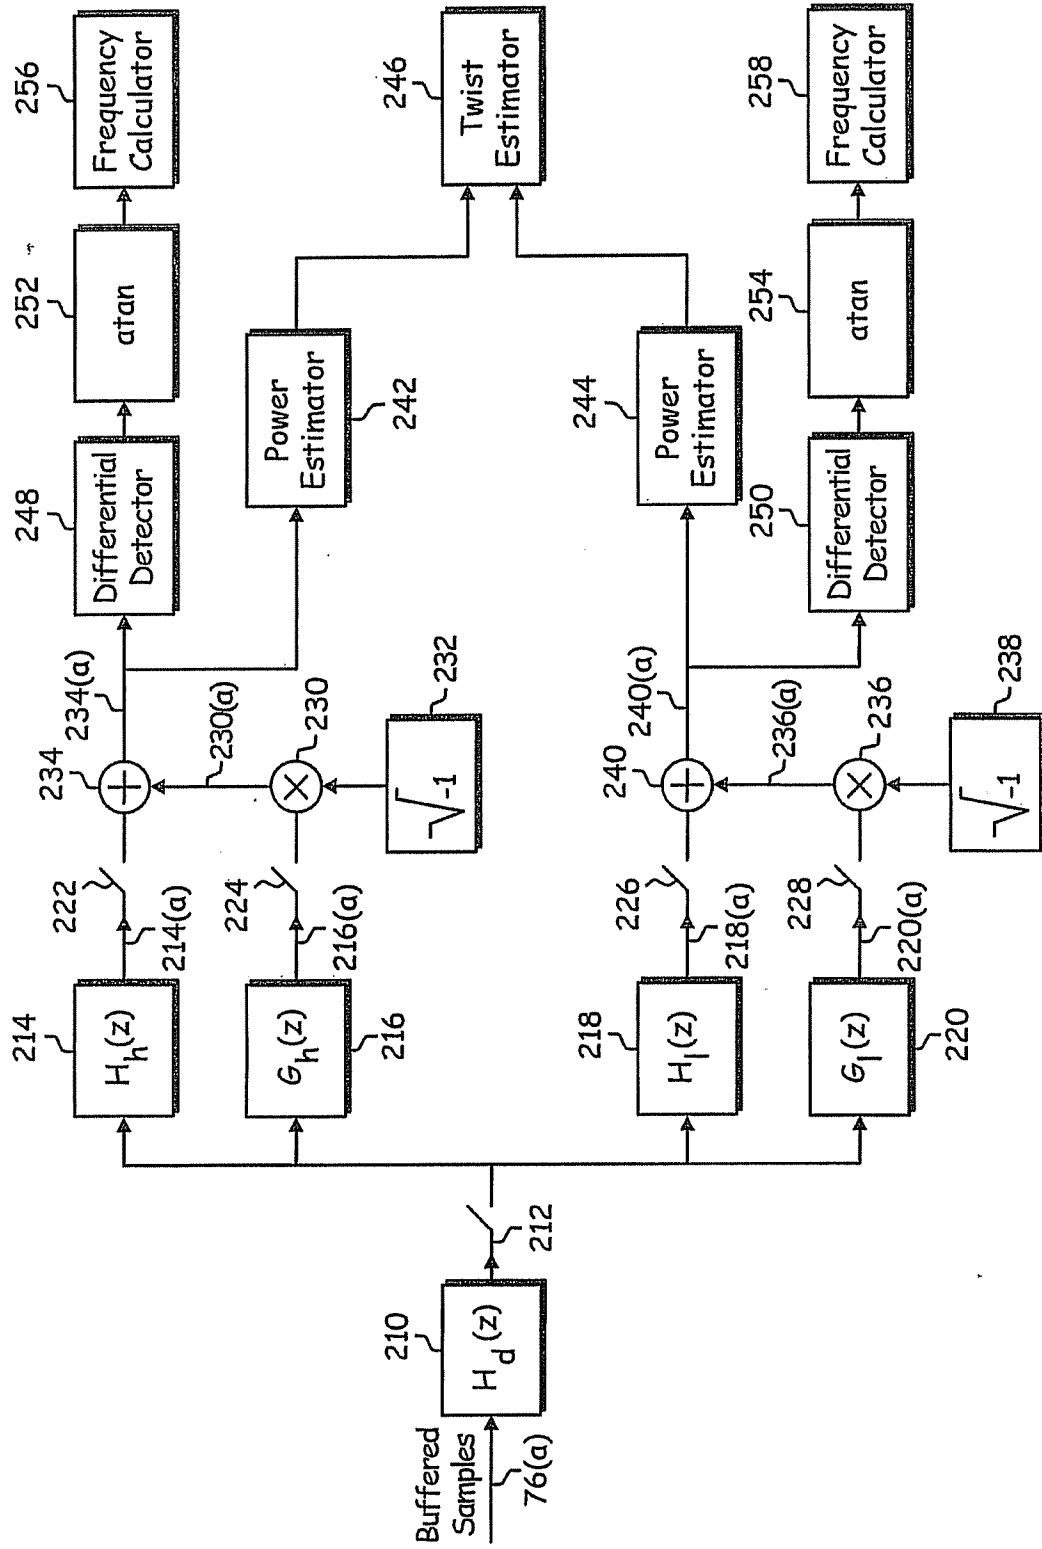 Buffered
Samples
76(a)
210
H_d(z)
212
214
H_h(z)
214(a)
222
216
G_h(z)
216(a)
224
218
H_l(z)
218(a)
226
220
G_l(z)
220(a)
228
234
+
234(a)
230(a)
230
×
232
√-1
240
+
240(a)
236(a)
236
×
238
√-1
248
Differential
Detector
252
atan
256
Frequency
Calculator
Power
Estimator
242
246
Twist
Estimator
244
Power
Estimator
250
Differential
Detector
254
atan
258
Frequency
Calculator